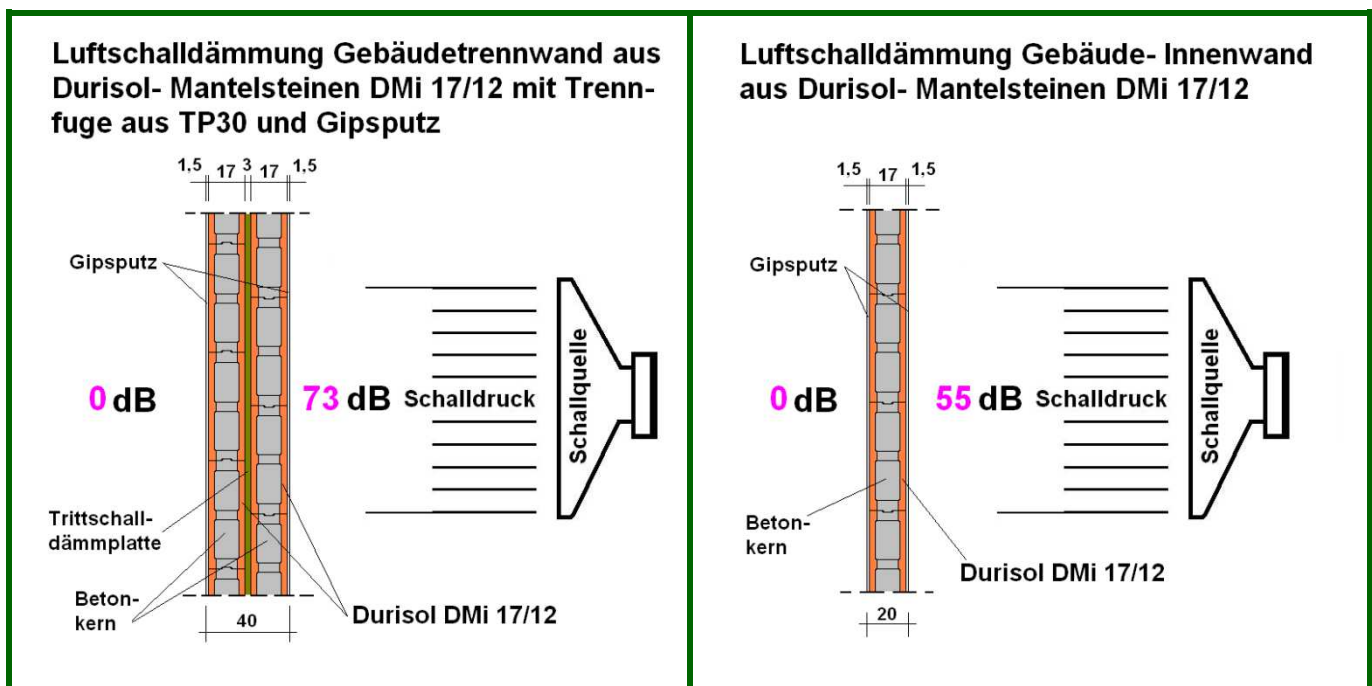 Luftschalldämmung Gebäudetrennwand aus
Durisol- Mantelsteinen DMi 17/12 mit Trenn-
fuge aus TP30 und Gipsputz
1,5 17 3 17 1,5
Gipsputz
0 dB
73 dB Schalldruck
Schallquelle
Trittschall-
dämmplatte
Beton-
kern
Durisol DMi 17/12
40
Luftschalldämmung Gebäude- Innenwand
aus Durisol- Mantelsteinen DMi 17/12
1,5 17 1,5
Gipsputz
0 dB
55 dB Schalldruck
Schallquelle
Beton-
kern
Durisol DMi 17/12
20